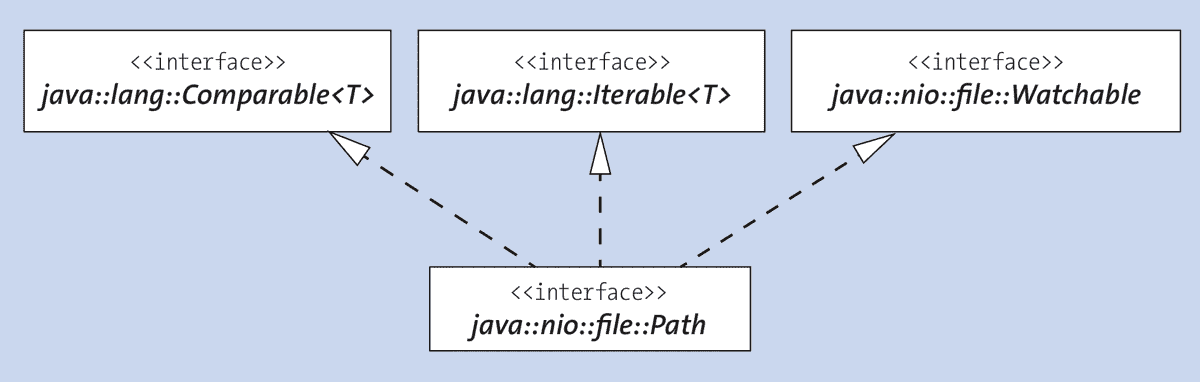 <<interface>>
java::lang::Comparable<T>
<<interface>>
java::lang::Iterable<T>
<<interface>>
java::nio::file::Watchable
<<interface>>
java::nio::file::Path